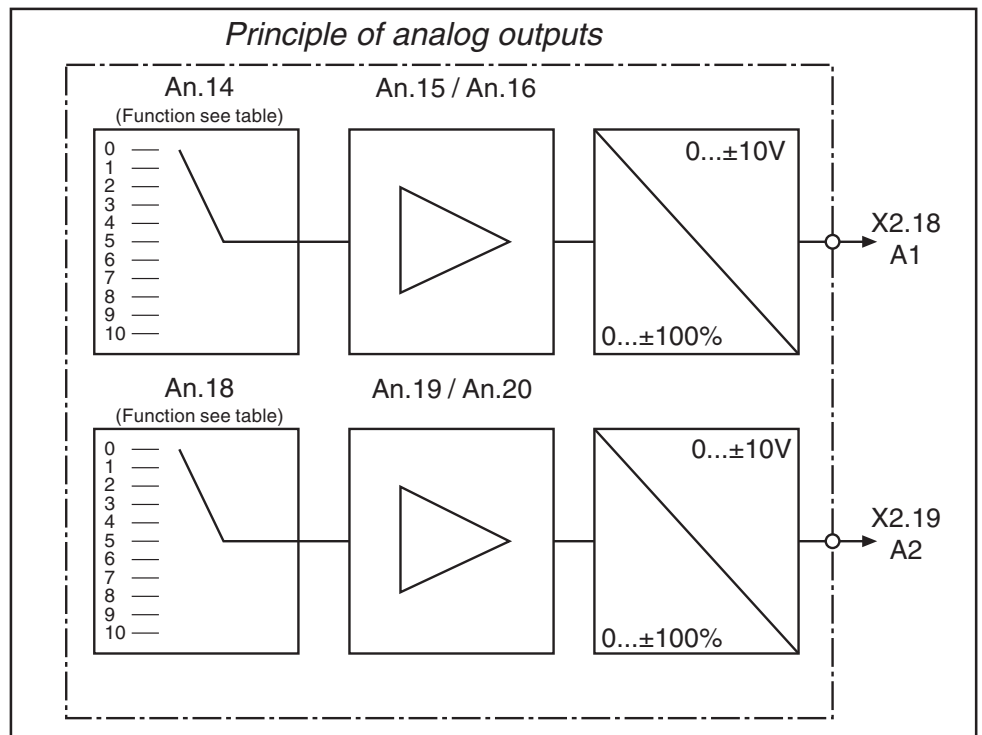 Principle of analog outputs
An.14
An.15 / An.16
(Function see table)
0
1
2
3
4
5
6
7
8
9
10
0...±10V
0...±100%
X2.18
A1
An.18
An.19 / An.20
(Function see table)
0
1
2
3
4
5
6
7
8
9
10
0...±10V
0...±100%
X2.19
A2